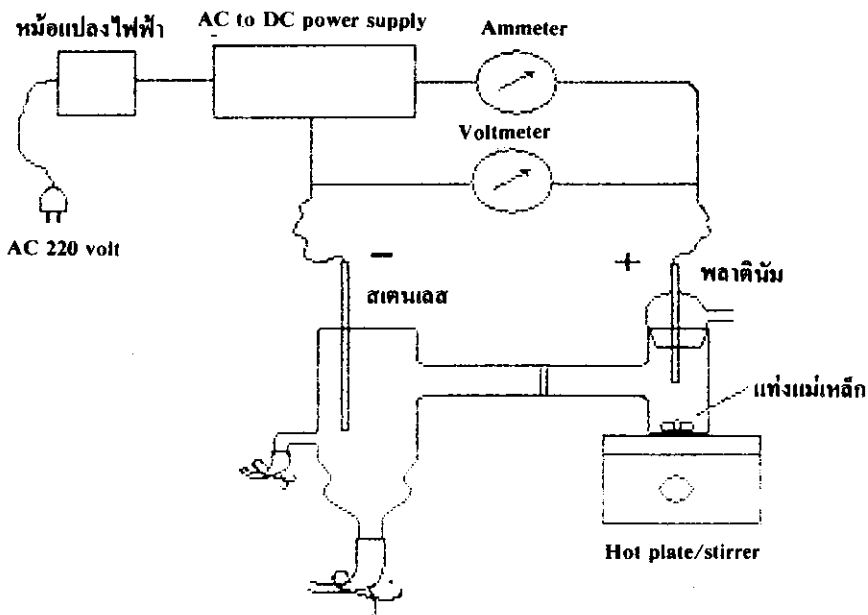 หม้อแปลงไฟฟ้า
AC to DC power supply
Ammeter
Voltmeter
AC 220 volt
−
+
สเตนเลส
พลาตินัม
แท่งแม่เหล็ก
Hot plate/stirrer